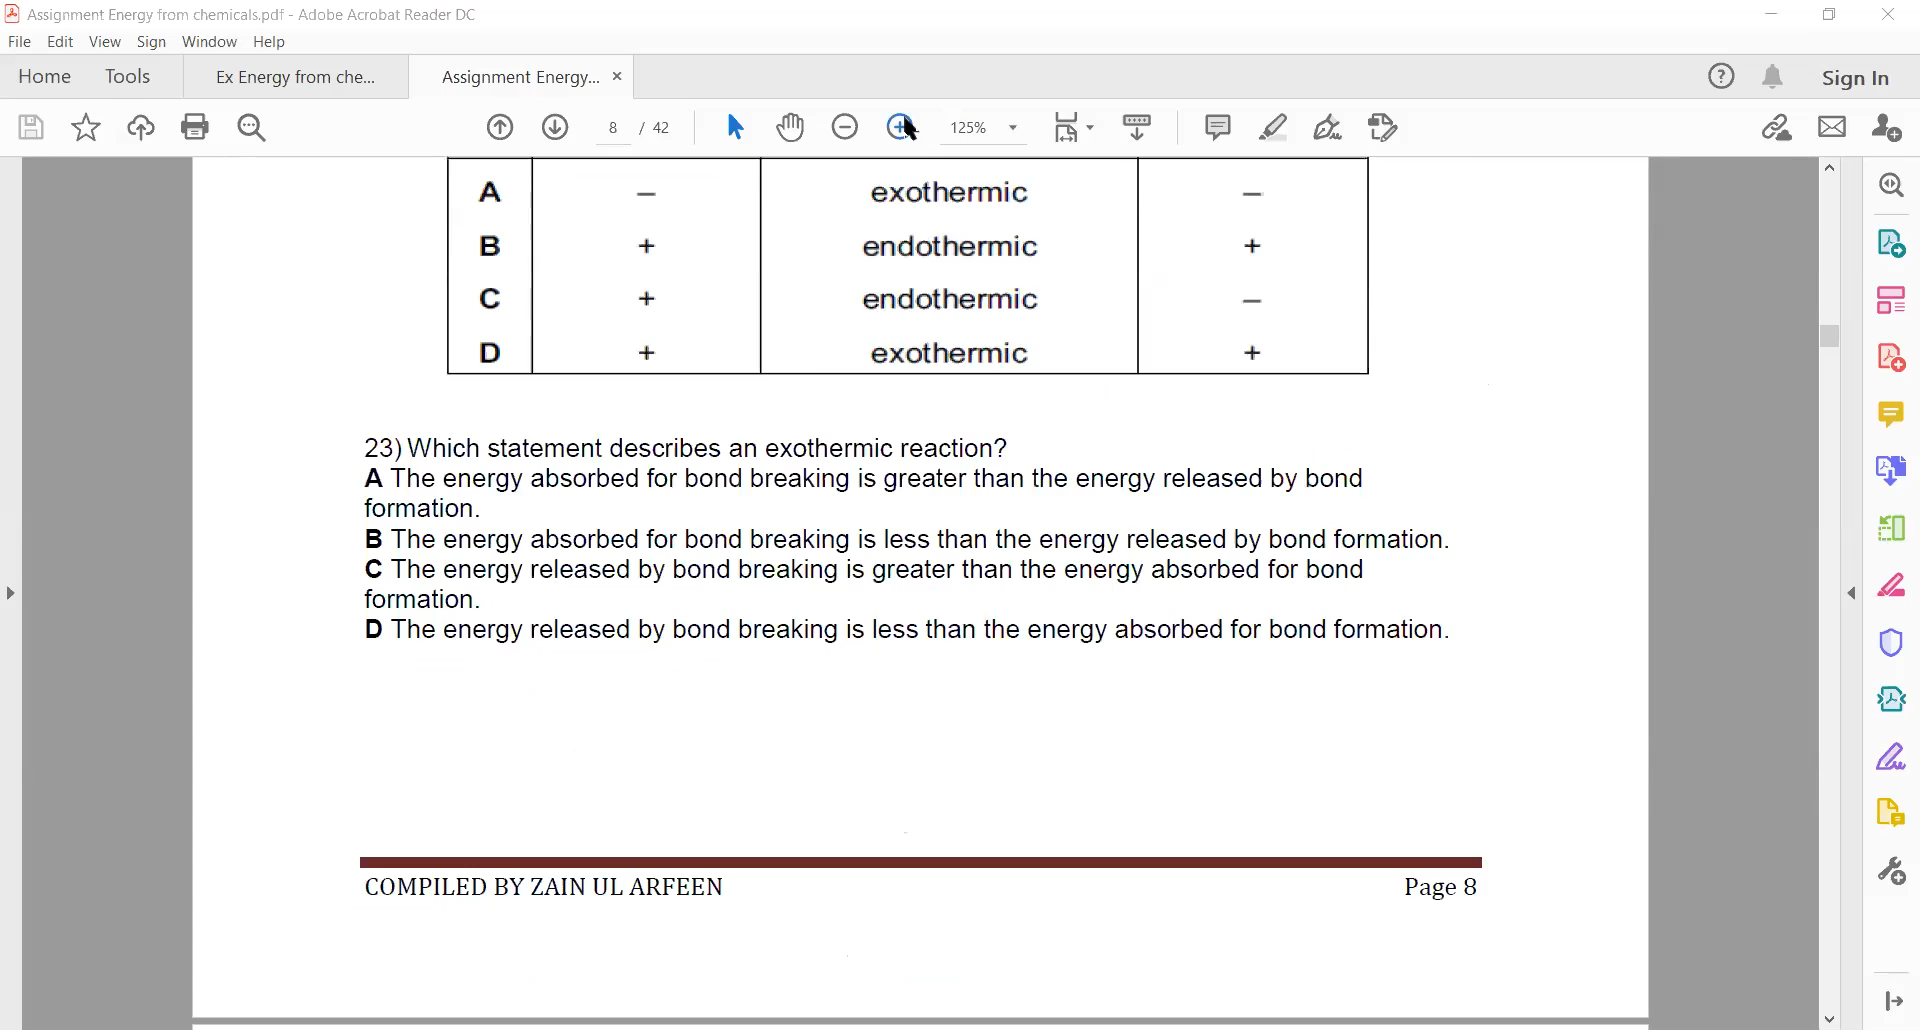 Assignment Energy from chemicals.pdf - Adobe Acrobat Reader DC
File Edit View Sign Window Help
Home Tools Ex Energy from che... Assignment Energy... × ? Sign In
8 / 42 125%
A – exothermic –
B + endothermic +
C + endothermic –
D + exothermic +
23) Which statement describes an exothermic reaction?
A The energy absorbed for bond breaking is greater than the energy released by bond
formation.
B The energy absorbed for bond breaking is less than the energy released by bond formation.
C The energy released by bond breaking is greater than the energy absorbed for bond
formation.
D The energy released by bond breaking is less than the energy absorbed for bond formation.
COMPILED BY ZAIN UL ARFEEN Page 8